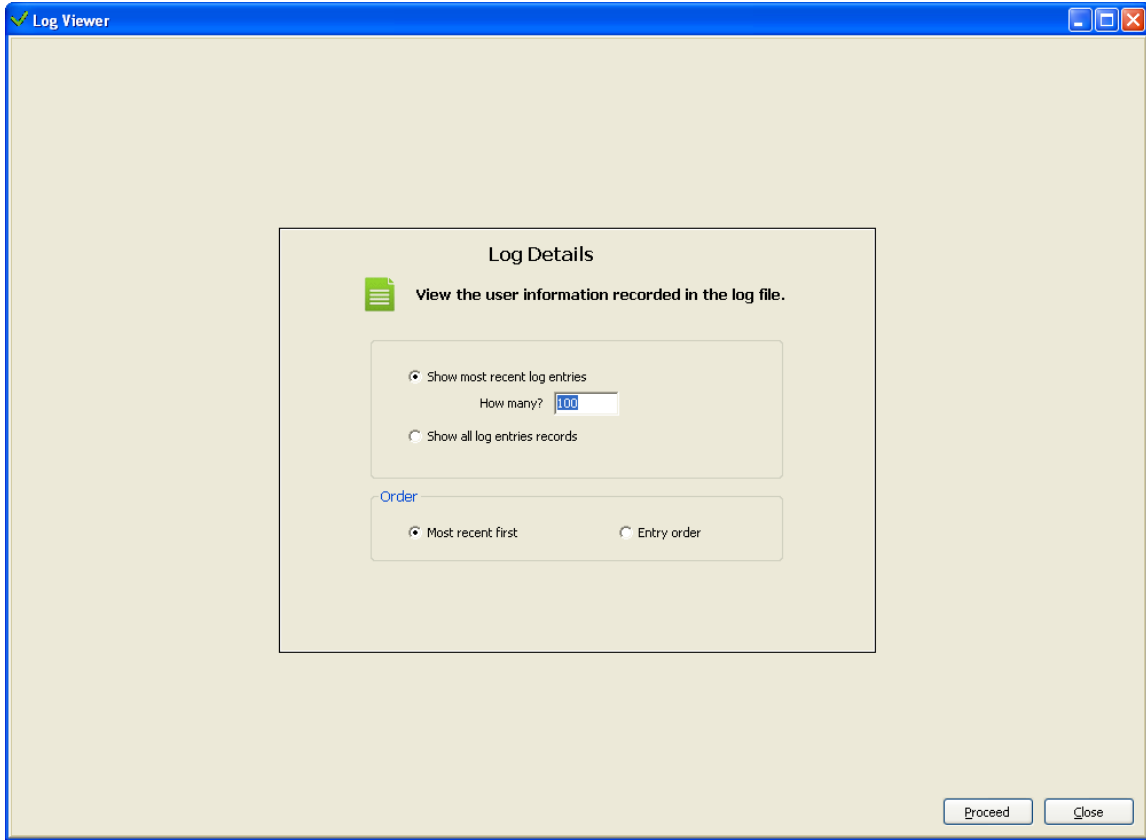 Log Viewer
Log Details
View the user information recorded in the log file.
Show most recent log entries
How many? 100
Show all log entries records
Order
Most recent first Entry order
Proceed Close